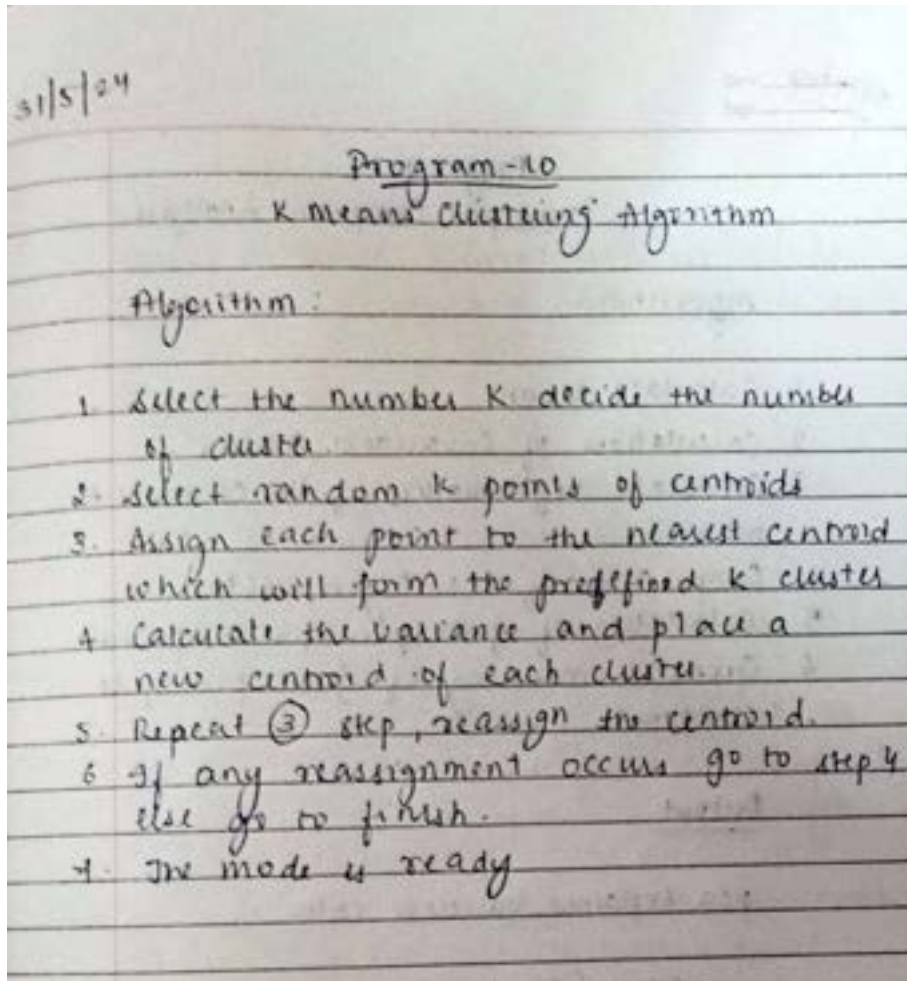 31/5/24
Program-10
K means Clustering Algorithm
Algorithm:
1 Select the number K decide the number
of cluster
2. Select random K points of centroids
3. Assign each point to the nearest centroid
which will form the predefined K cluster
4 Calculate the variance and place a
new centroid of each cluster.
5. Repeat ③ step, reassign the centroid.
6 If any reassignment occurs go to step 4
else go to finish.
7. The mode is ready